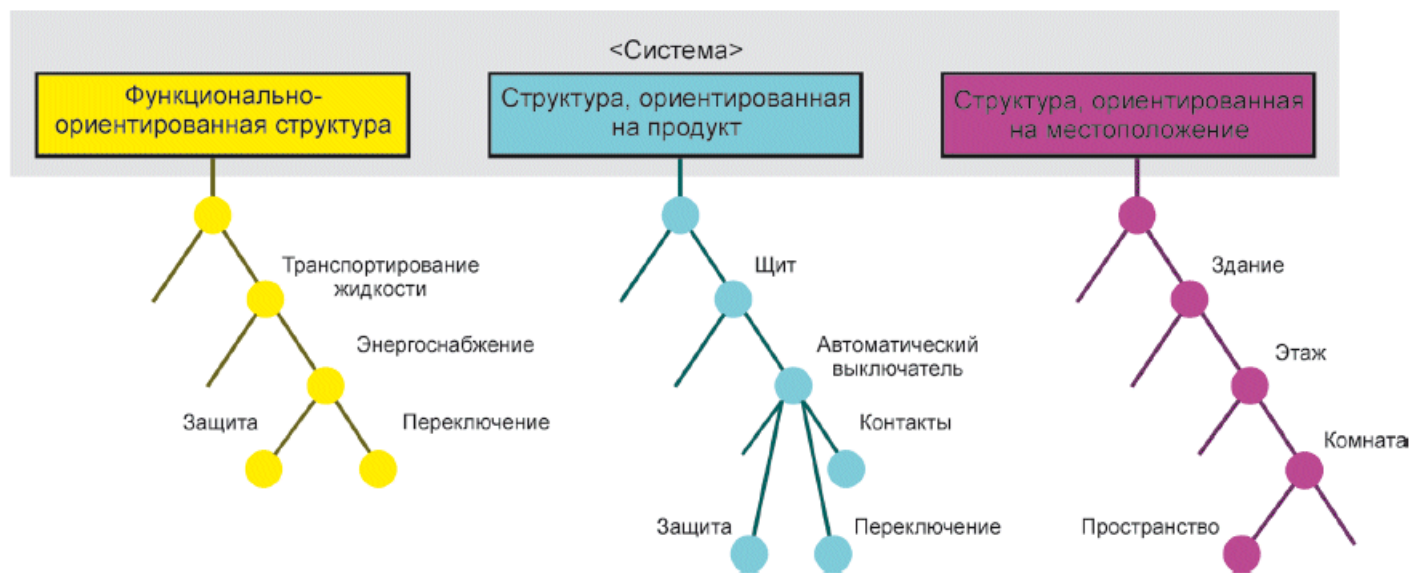 <Система>
Функционально-
ориентированная структура
Структура, ориентированная
на продукт
Структура, ориентированная
на местоположение
Транспортирование
жидкости
Энергоснабжение
Защита
Переключение
Щит
Автоматический
выключатель
Контакты
Защита
Переключение
Здание
Этаж
Комната
Пространство